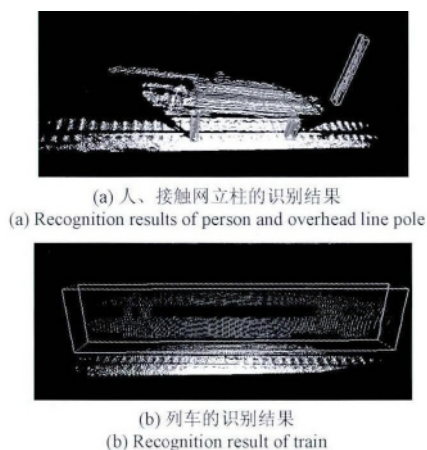 (a) 人、接触网立柱的识别结果
(a) Recognition results of person and overhead line pole
(b) 列车的识别结果
(b) Recognition result of train